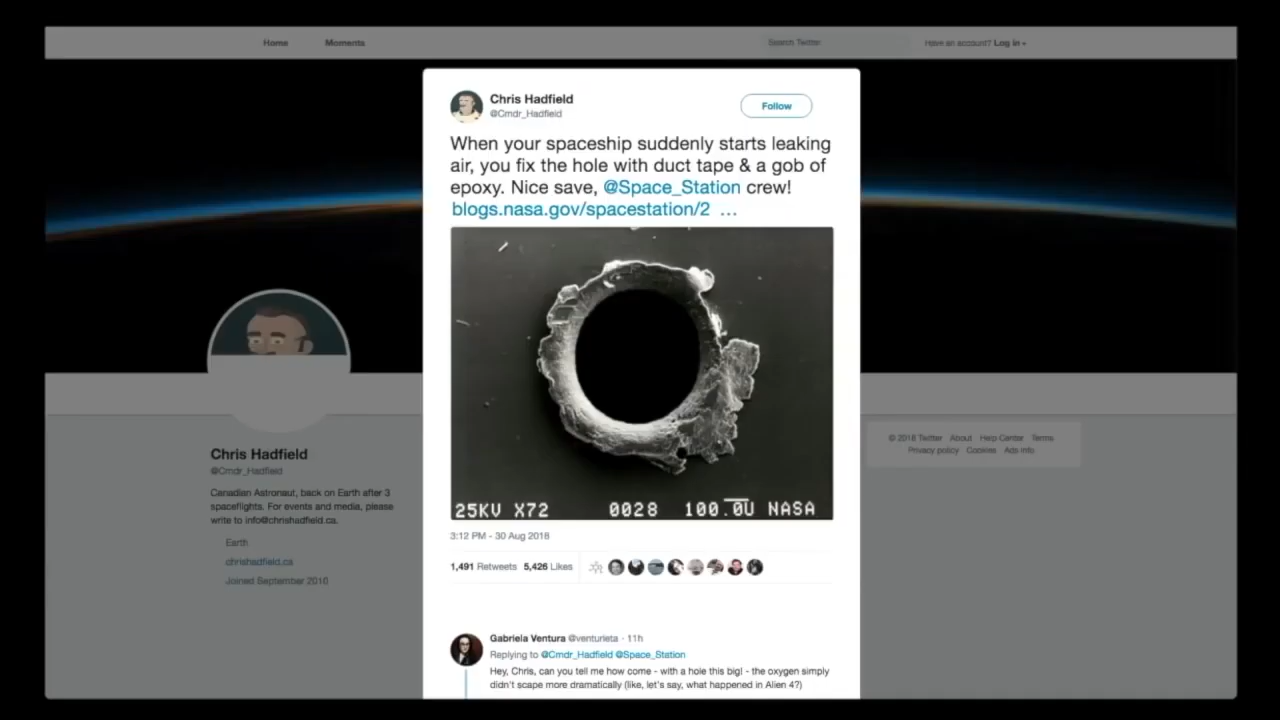 Home Moments Search Twitter Have an account? Log in
Chris Hadfield
@Cmdr_Hadfield
Follow
When your spaceship suddenly starts leaking
air, you fix the hole with duct tape & a gob of
epoxy. Nice save, @Space_Station crew!
blogs.nasa.gov/spacestation/2 …
25KV X72 0028 100.0U NASA
3:12 PM - 30 Aug 2018
1,491 Retweets 5,426 Likes
Gabriela Ventura @venturieta · 11h
Replying to @Cmdr_Hadfield @Space_Station
Hey, Chris, can you tell me how come - with a hole this big! - the oxygen simply
didn't scape more dramatically (like, let's say, what happened in Alien 4?)
Chris Hadfield
@Cmdr_Hadfield
Canadian Astronaut, back on Earth after 3
spaceflights. For events and media, please
write to info@chrishadfield.ca.
Earth
chrishadfield.ca
Joined September 2010
© 2018 Twitter About Help Center Terms
Privacy policy Cookies Ads info